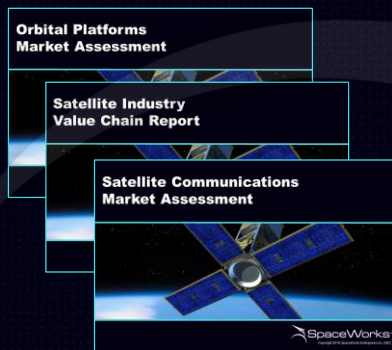 Orbital Platforms
Market Assessment
Satellite Industry
Value Chain Report
Satellite Communications
Market Assessment
SpaceWorks